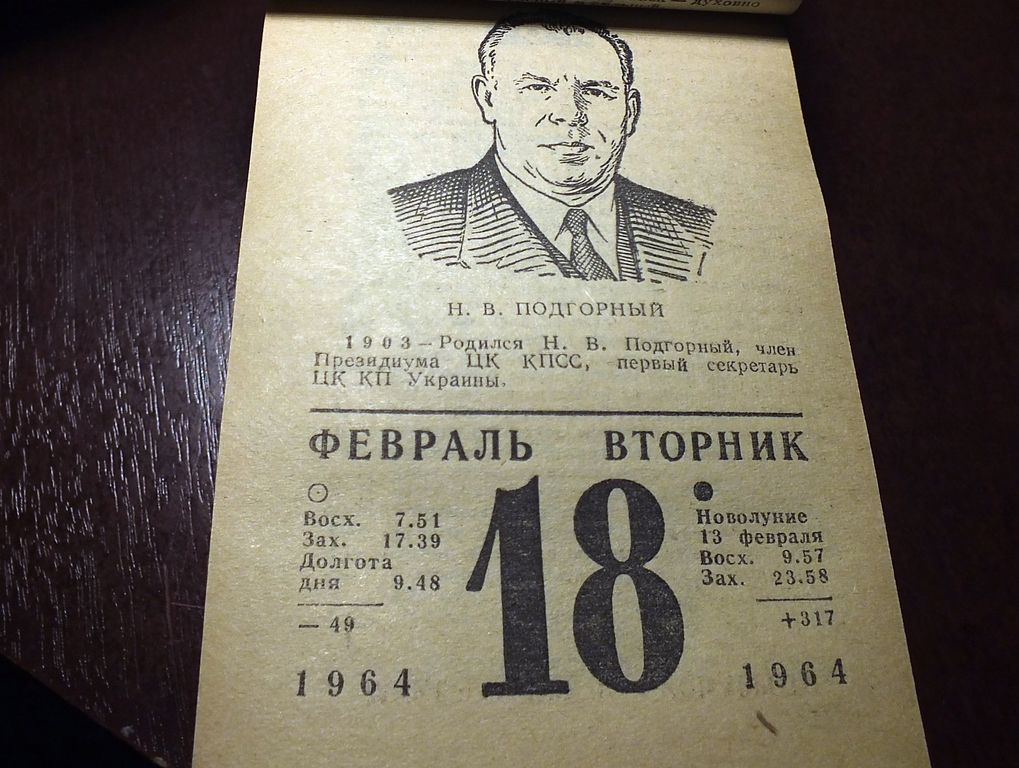 духовно
Н. В. ПОДГОРНЫЙ
1903 — Родился Н. В. Подгорный, член
Президиума ЦК КПСС, первый секретарь
ЦК КП Украины.
ФЕВРАЛЬ ВТОРНИК
18
Восх. 7.51
Зах. 17.39
Долгота
дня 9.48
— 49
1964
Новолуние
13 февраля
Восх. 9.57
Зах. 23.58
+317
1964